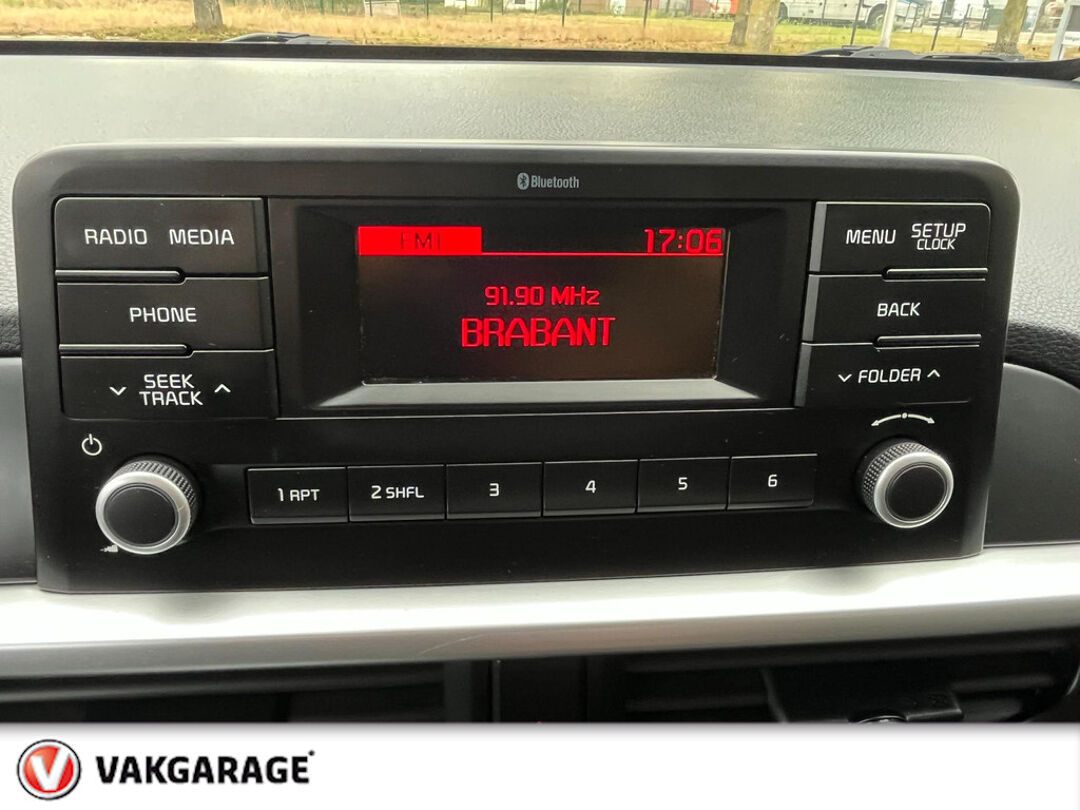 Bluetooth
RADIO MEDIA
FM1 17:06
MENU SETUP
CLOCK
PHONE
91.90 MHz
BRABANT
BACK
SEEK
TRACK
FOLDER
1 RPT
2 SHFL
3
4
5
6
VAKGARAGE